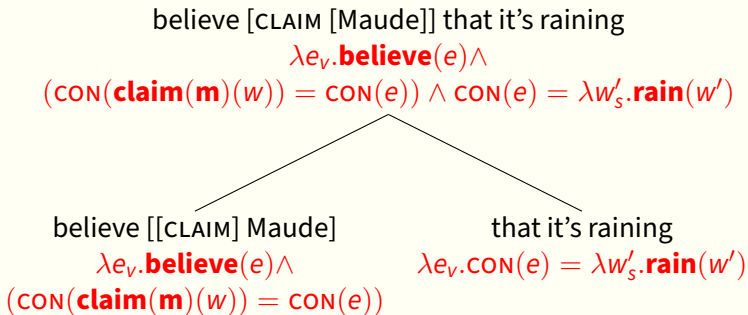 believe [CLAIM [Maude]] that it's raining
λe_v.believe(e)∧
(CON(claim(m)(w)) = CON(e)) ∧ CON(e) = λw′_s.rain(w′)
believe [[CLAIM] Maude]
λe_v.believe(e)∧
(CON(claim(m)(w)) = CON(e))
that it's raining
λe_v.CON(e) = λw′_s.rain(w′)